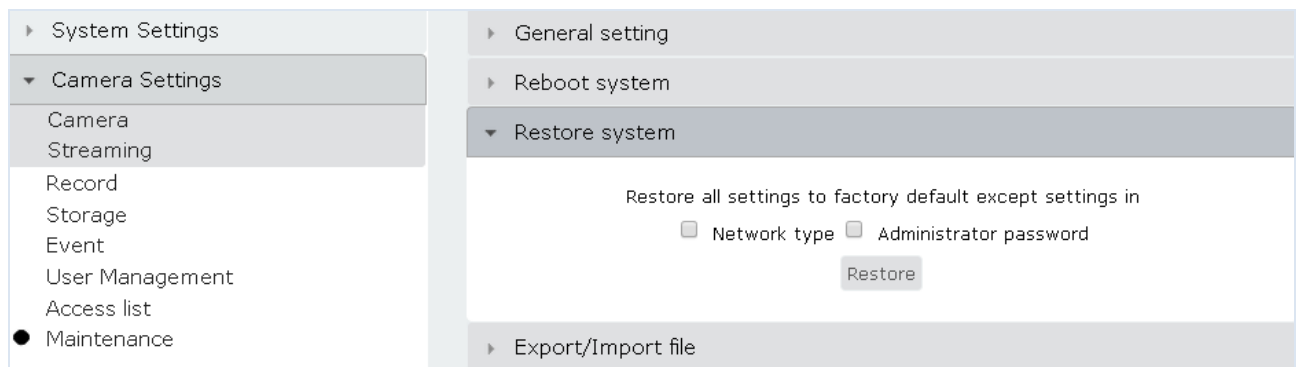 System Settings
Camera Settings
Camera
Streaming
Record
Storage
Event
User Management
Access list
Maintenance
General setting
Reboot system
Restore system
Restore all settings to factory default except settings in
Network type Administrator password
Restore
Export/Import file